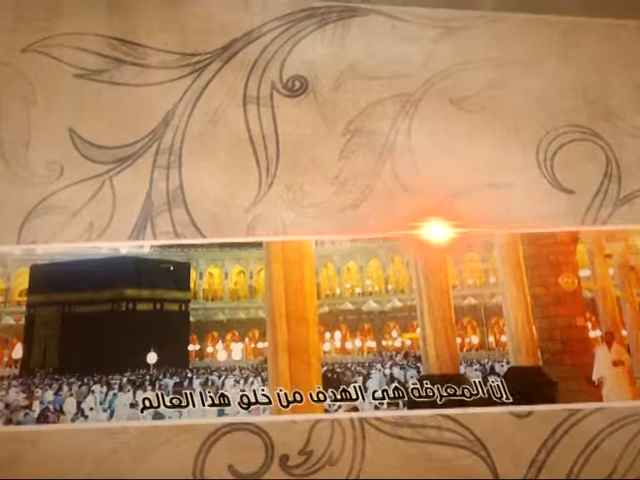 إنّ المعرفة هي الهدف من خلق هذا العالم